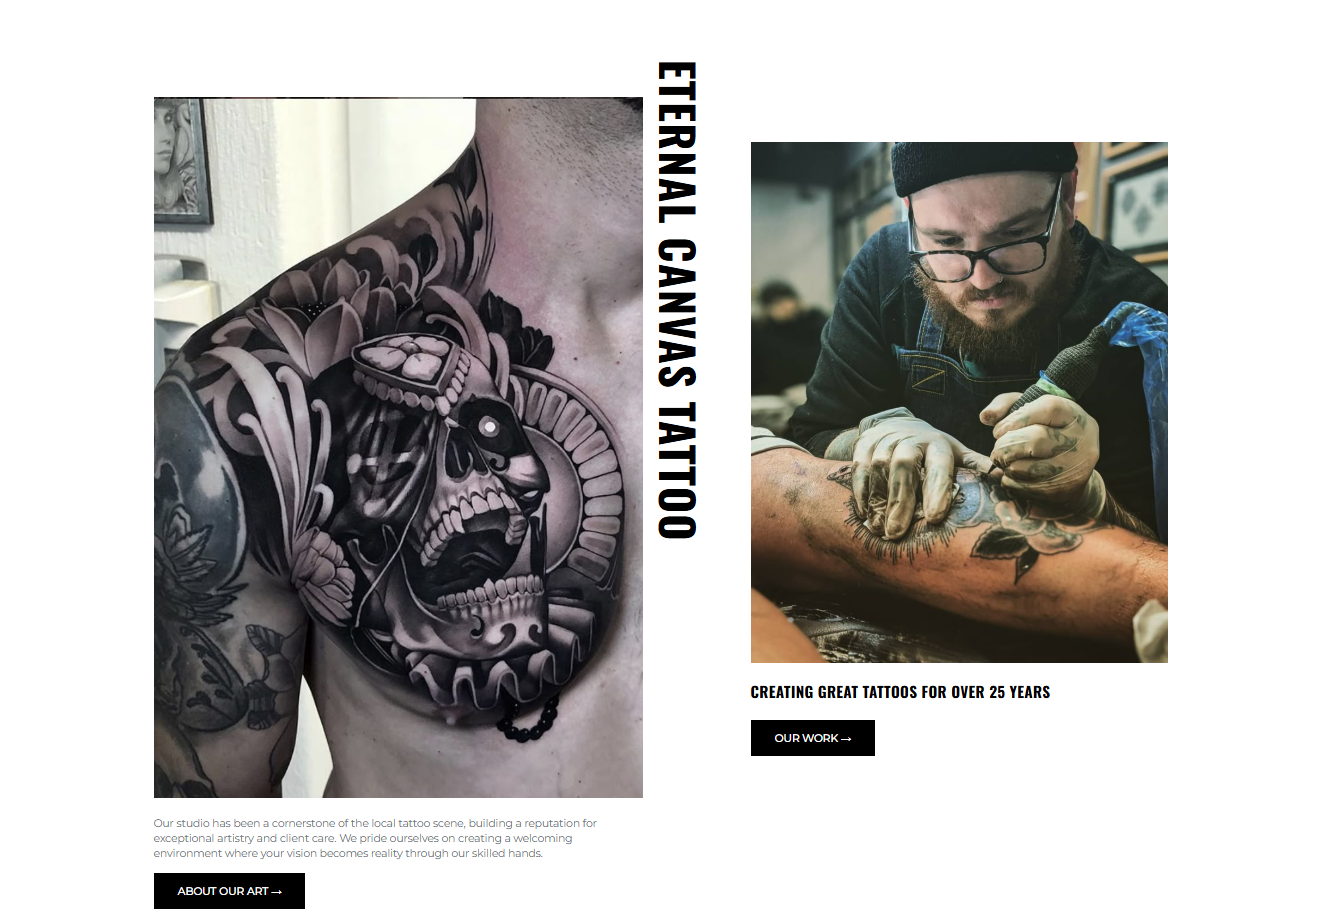 ETERNAL CANVAS TATTOO
Our studio has been a cornerstone of the local tattoo scene, building a reputation for
exceptional artistry and client care. We pride ourselves on creating a welcoming
environment where your vision becomes reality through our skilled hands.
ABOUT OUR ART →
CREATING GREAT TATTOOS FOR OVER 25 YEARS
OUR WORK →